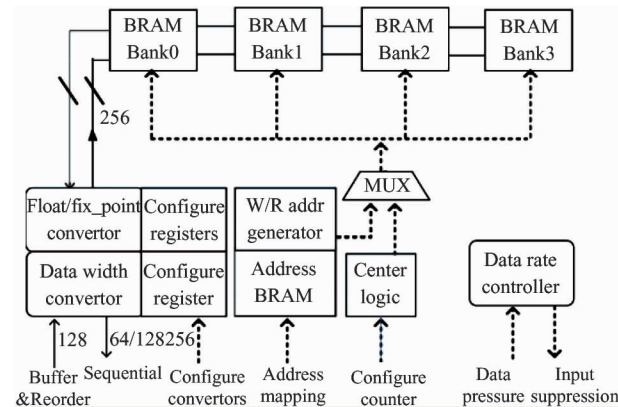 BRAM
Bank0
BRAM
Bank1
BRAM
Bank2
BRAM
Bank3
256
MUX
Float/fix_point
convertor
Configure
registers
W/R addr
generator
Data width
convertor
Configure
register
Address
BRAM
Center
logic
Data rate
controller
128
64/128256
Buffer
&Reorder
Sequential
Configure
convertors
Address
mapping
Configure
counter
Data
pressure
Input
suppression